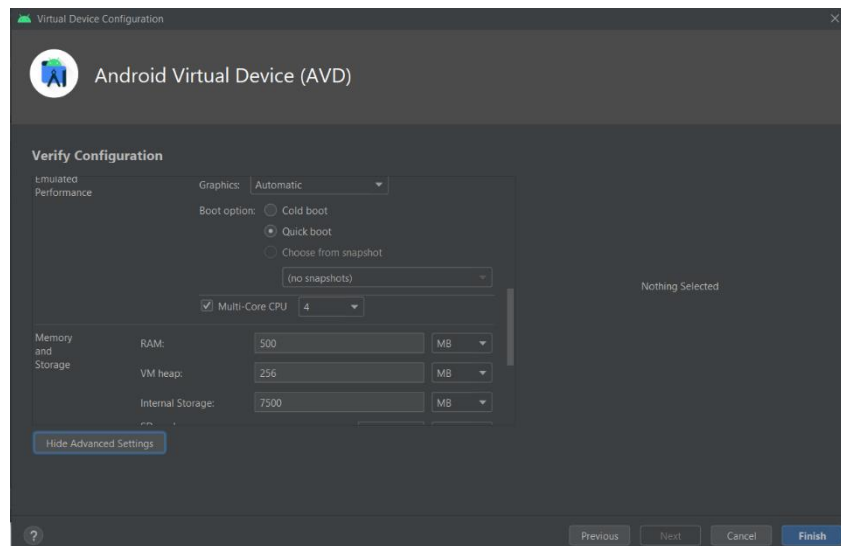 Virtual Device Configuration
Android Virtual Device (AVD)
Verify Configuration
Emulated
Performance
Graphics: Automatic
Boot option: Cold boot
Quick boot
Choose from snapshot
(no snapshots)
Nothing Selected
Multi-Core CPU 4
Memory
and
Storage
RAM: 500 MB
VM heap: 256 MB
Internal Storage: 7500 MB
Hide Advanced Settings
? Previous Next Cancel Finish